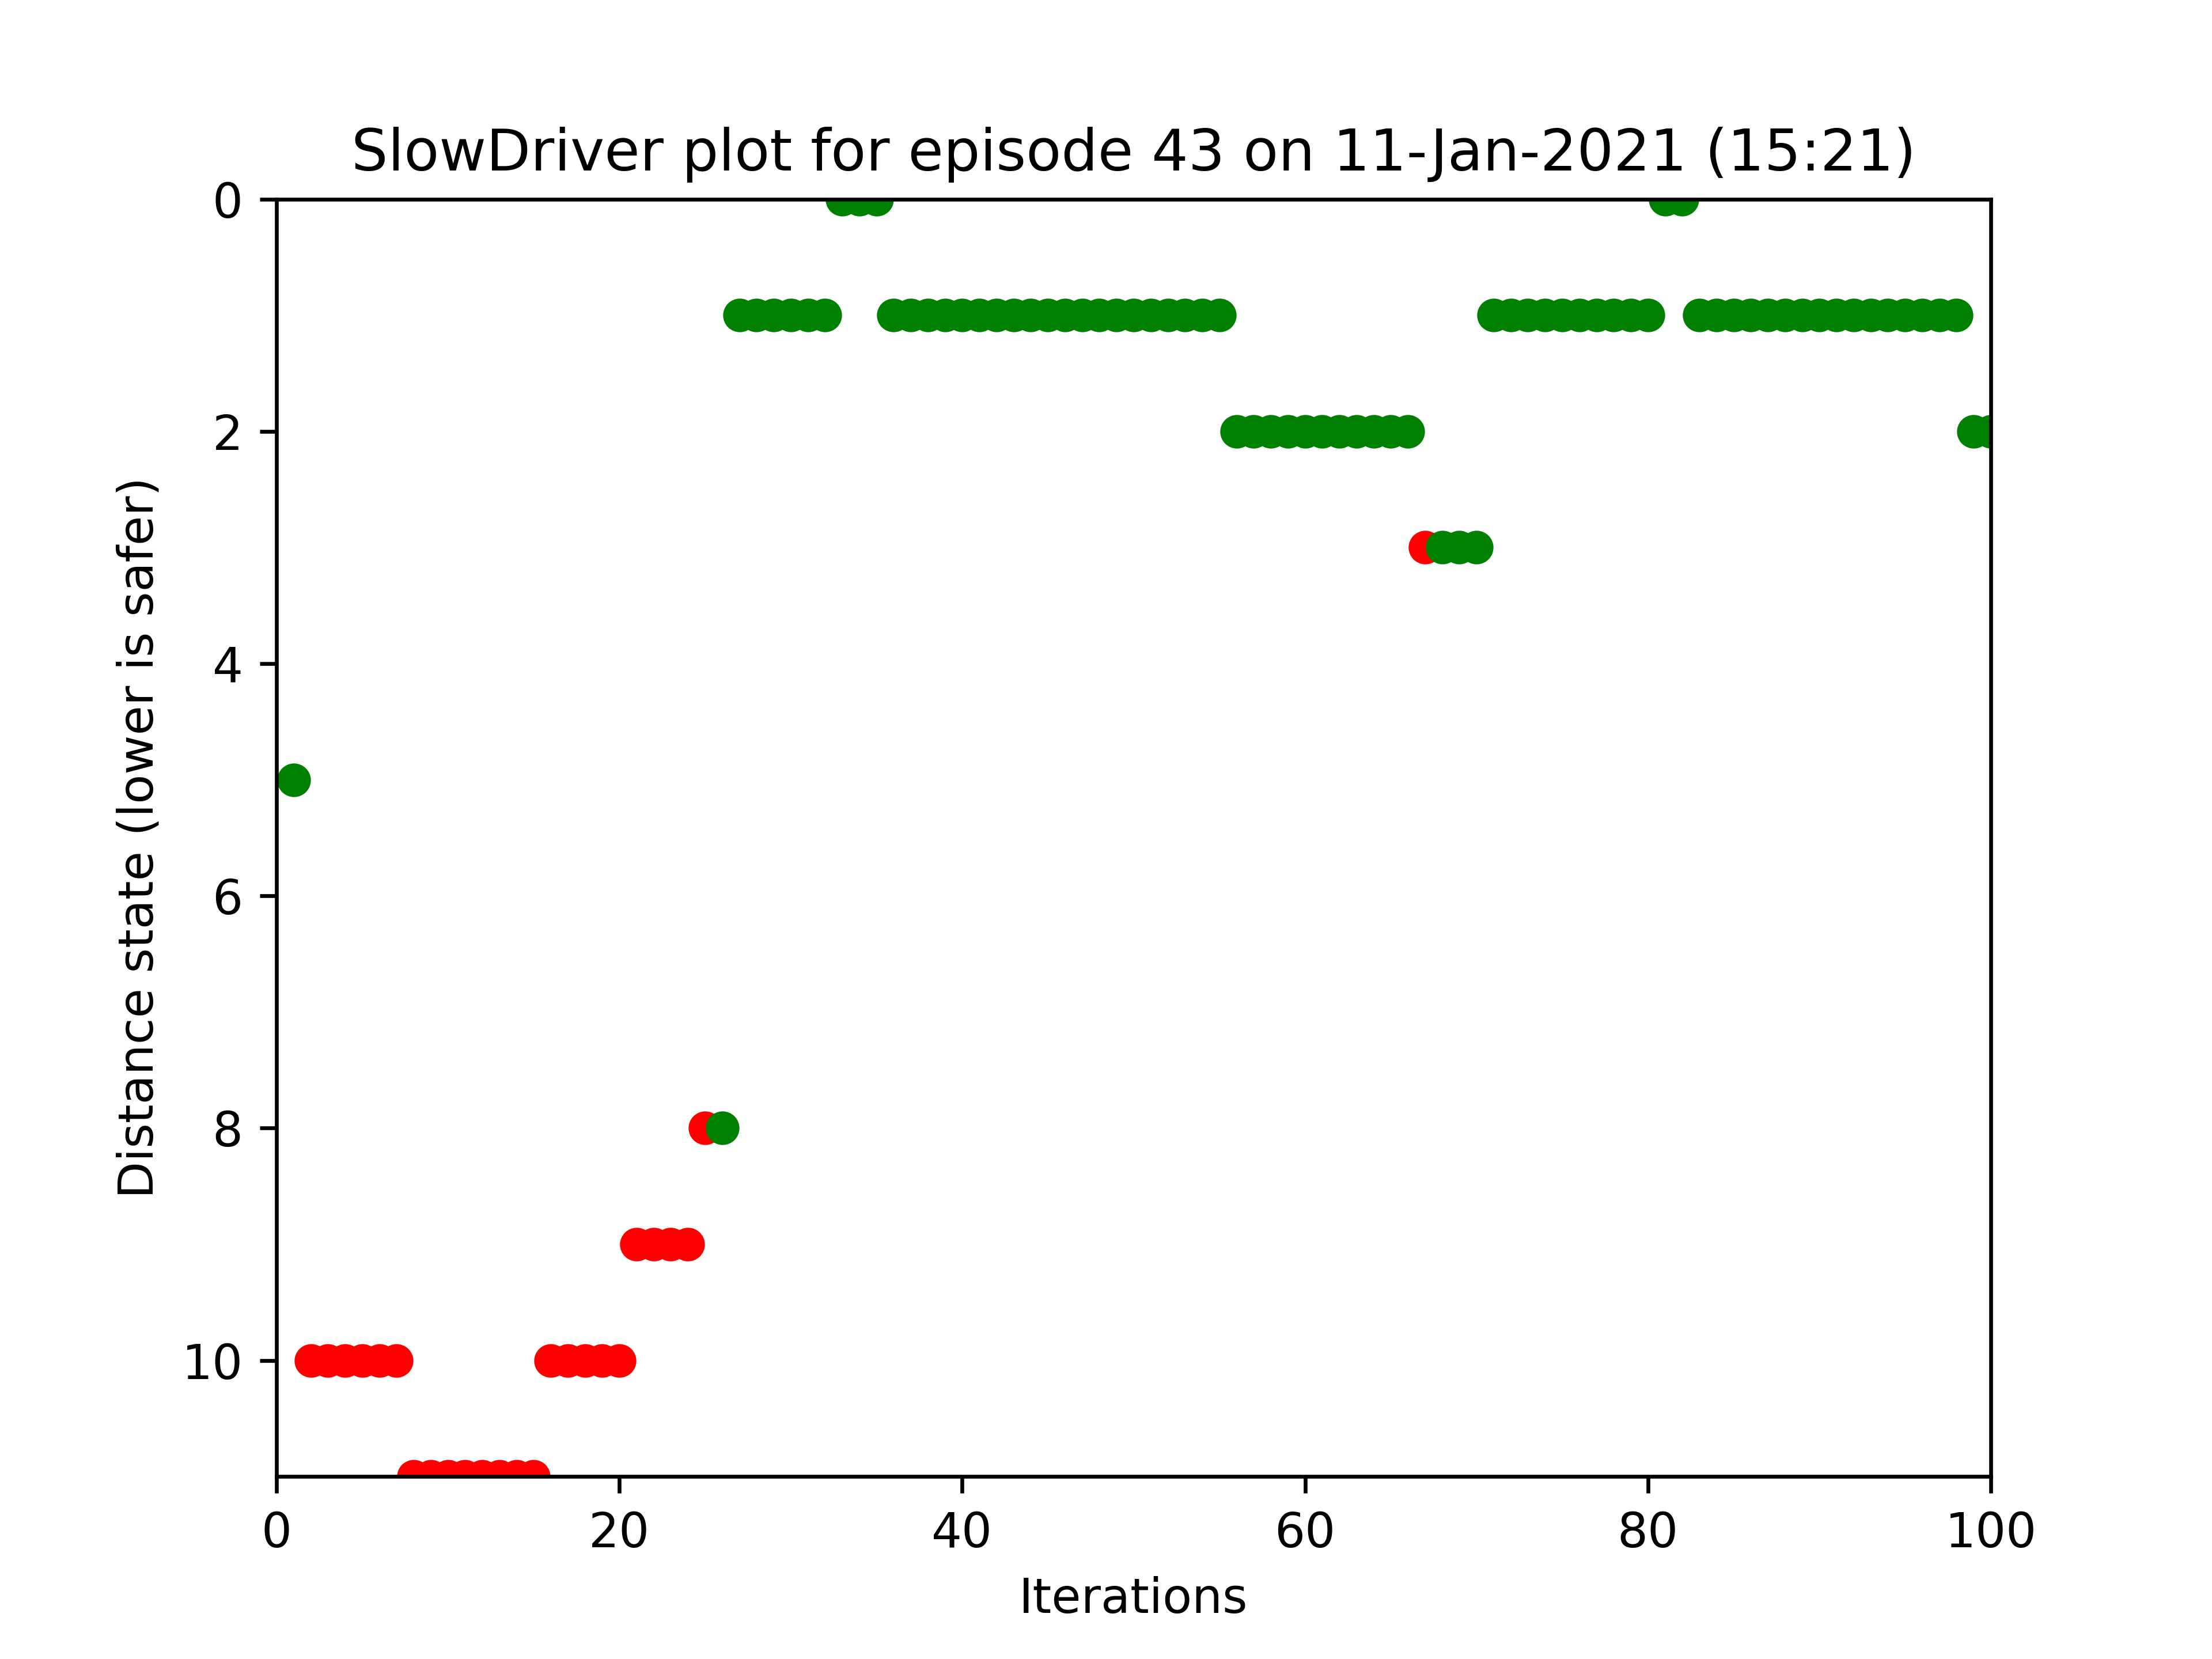 SlowDriver plot for episode 43 on 11-Jan-2021 (15:21)
Distance state (lower is safer)
0
2
4
6
8
10
0 20 40 60 80 100
Iterations